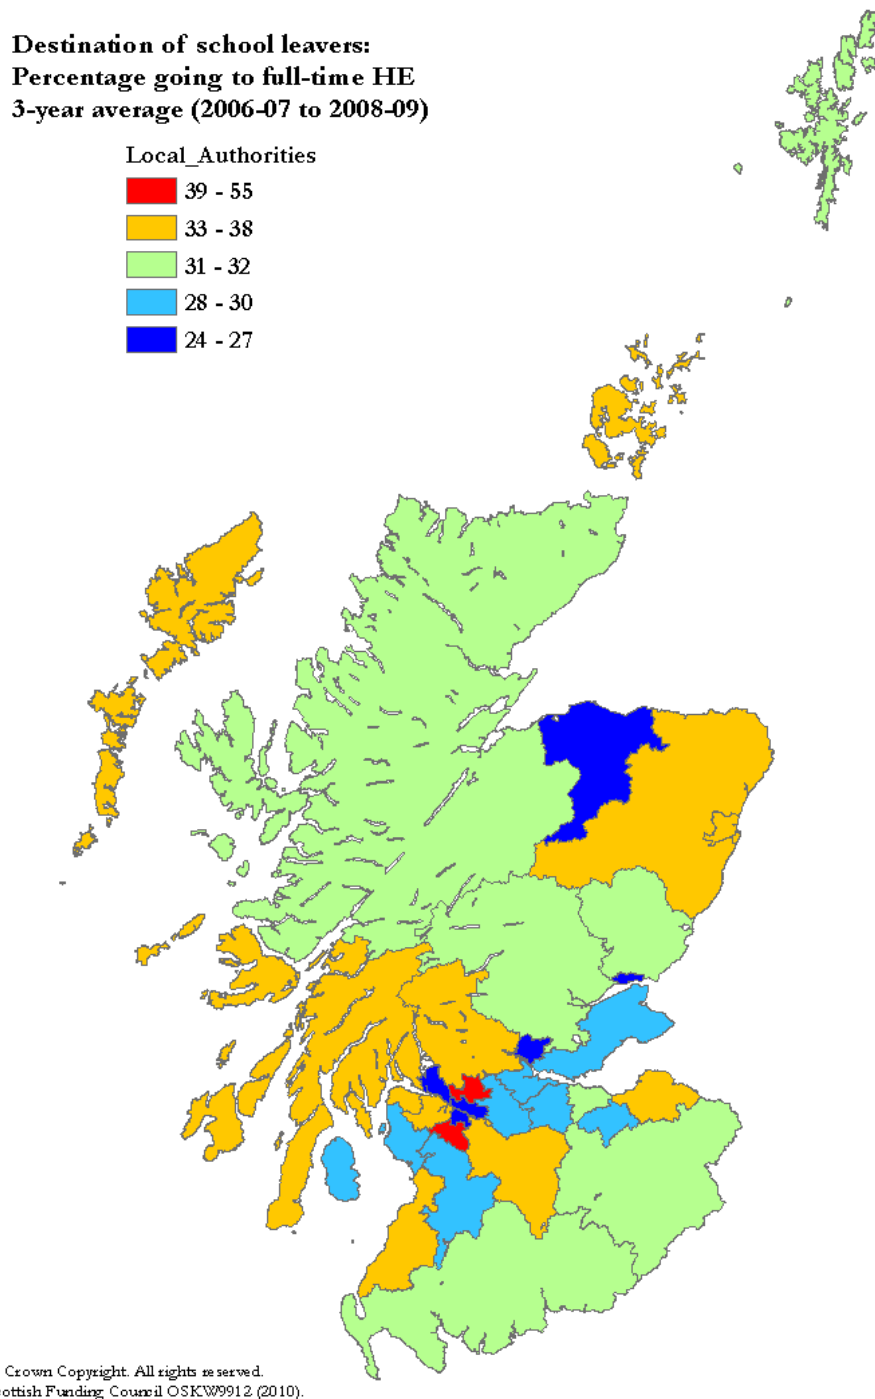 Destination of school leavers:
Percentage going to full-time HE
3-year average (2006-07 to 2008-09)
Local_Authorities
39 - 55
33 - 38
31 - 32
28 - 30
24 - 27
Crown Copyright. All rights reserved.
ottish Funding Council OSKW9912 (2010).